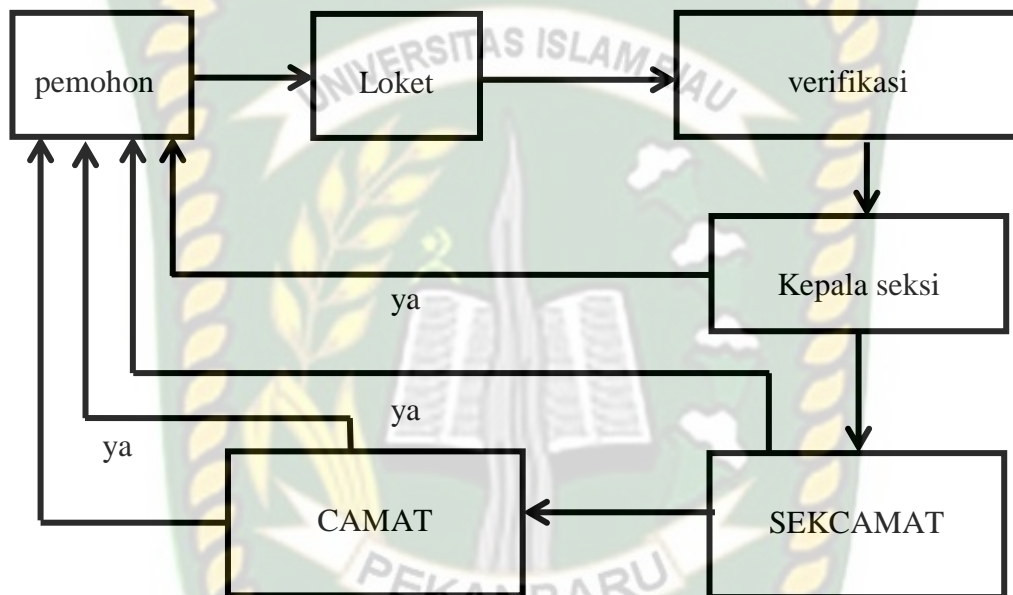 UNIVERSITAS ISLAM RIAU
pemohon
Loket
verifikasi
Kepala seksi
ya
ya
ya
CAMAT
SEKCAMAT
PEKANBARU